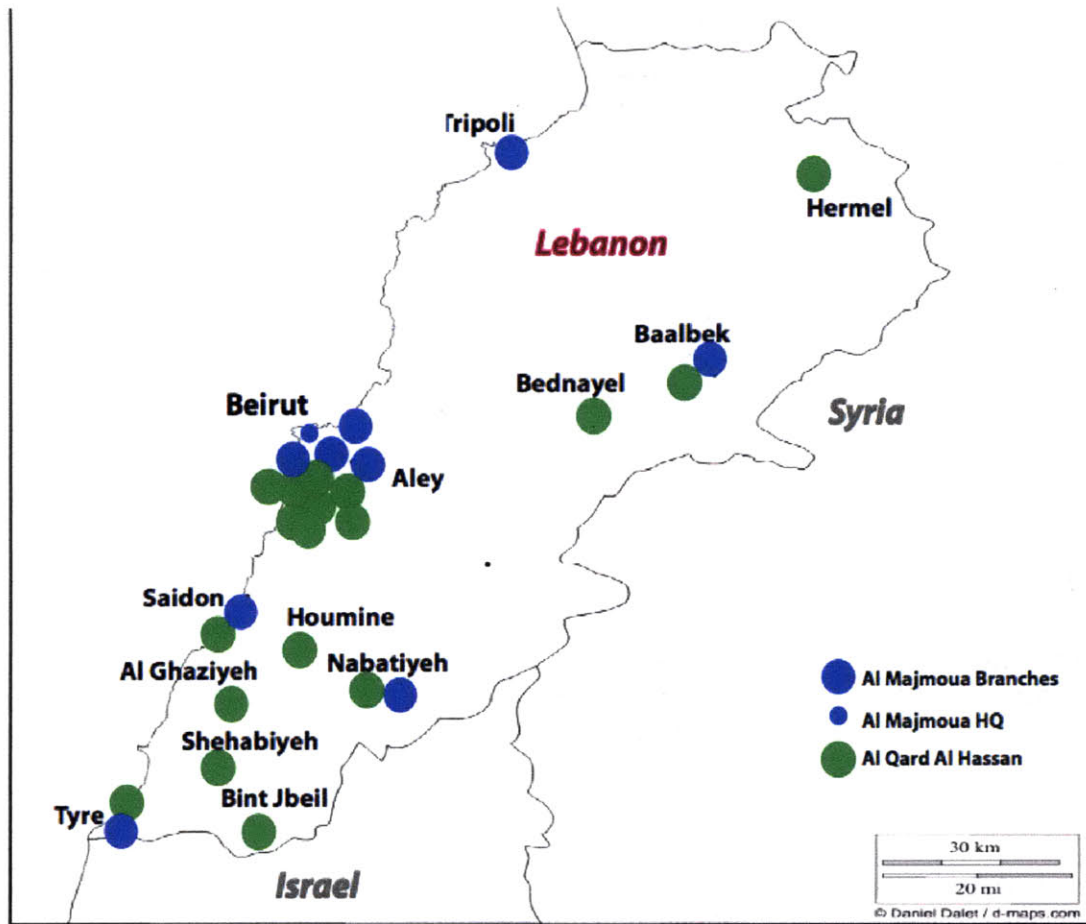 Tripoli
Hermel
Lebanon
Baalbek
Bednayel
Syria
Beirut
Aley
Saidon
Houmine
Al Ghaziyeh
Nabatiyeh
Al Majmoua Branches
Al Majmoua HQ
Al Qard Al Hassan
Shehabiyeh
Bint Jbeil
Tyre
Israel
30 km
20 mi
© Daniel Dalet / d-maps.com